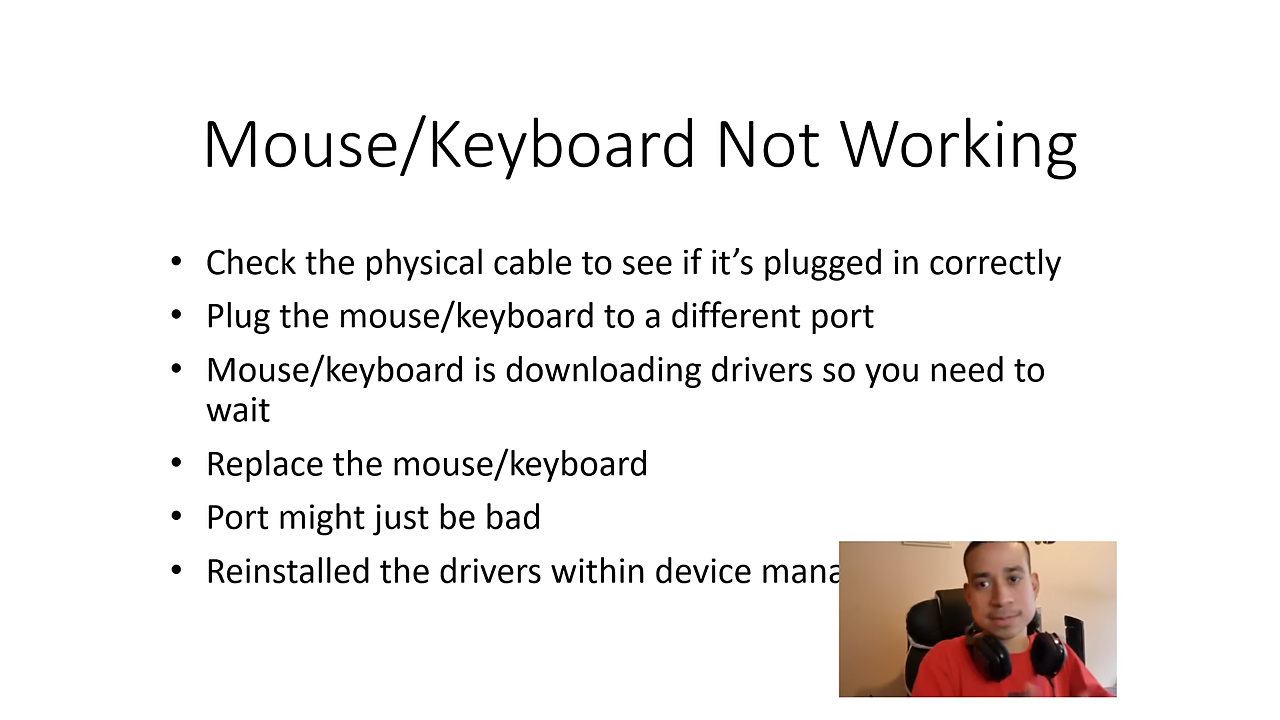 Mouse/Keyboard Not Working
• Check the physical cable to see if it’s plugged in correctly
• Plug the mouse/keyboard to a different port
• Mouse/keyboard is downloading drivers so you need to
wait
• Replace the mouse/keyboard
• Port might just be bad
• Reinstalled the drivers within device